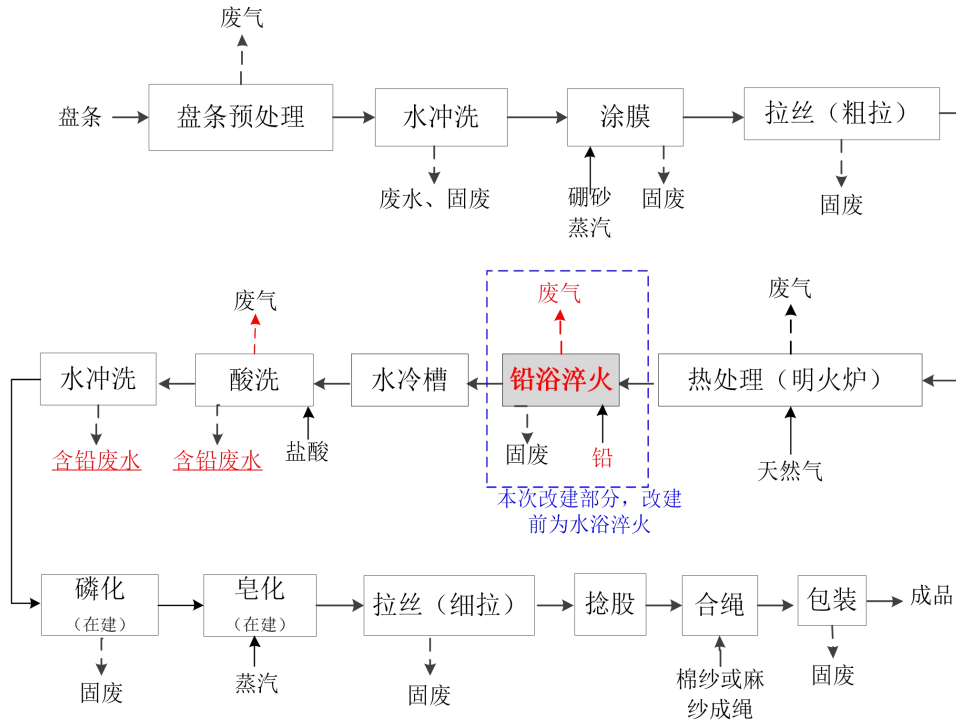 废气
盘条
盘条预处理
水冲洗
涂膜
拉丝（粗拉）
废水、固废
硼砂
蒸汽
固废
固废
废气
废气
废气
水冲洗
酸洗
水冷槽
铅浴淬火
热处理（明火炉）
含铅废水
含铅废水
盐酸
固废
铅
天然气
本次改建部分，改建
前为水浴淬火
磷化
（在建）
皂化
（在建）
拉丝（细拉）
捻股
合绳
包装
成品
固废
蒸汽
固废
棉纱或麻
纱成绳
固废